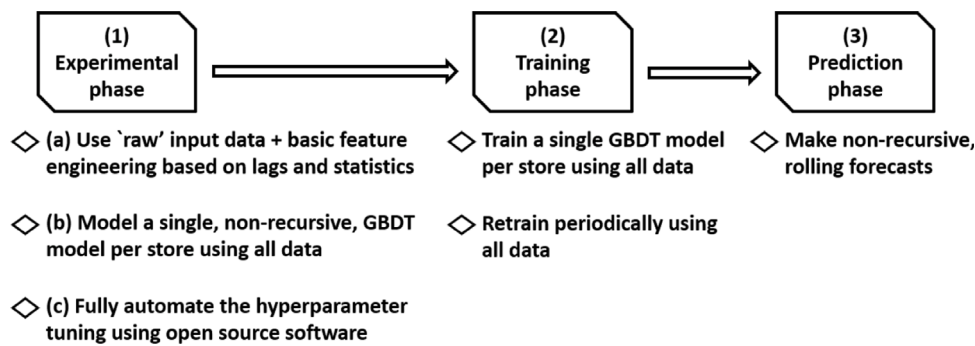 (1)
Experimental
phase
(2)
Training
phase
(3)
Prediction
phase
(a) Use `raw' input data + basic feature
engineering based on lags and statistics
(b) Model a single, non-recursive, GBDT
model per store using all data
(c) Fully automate the hyperparameter
tuning using open source software
Train a single GBDT model
per store using all data
Retrain periodically using
all data
Make non-recursive,
rolling forecasts